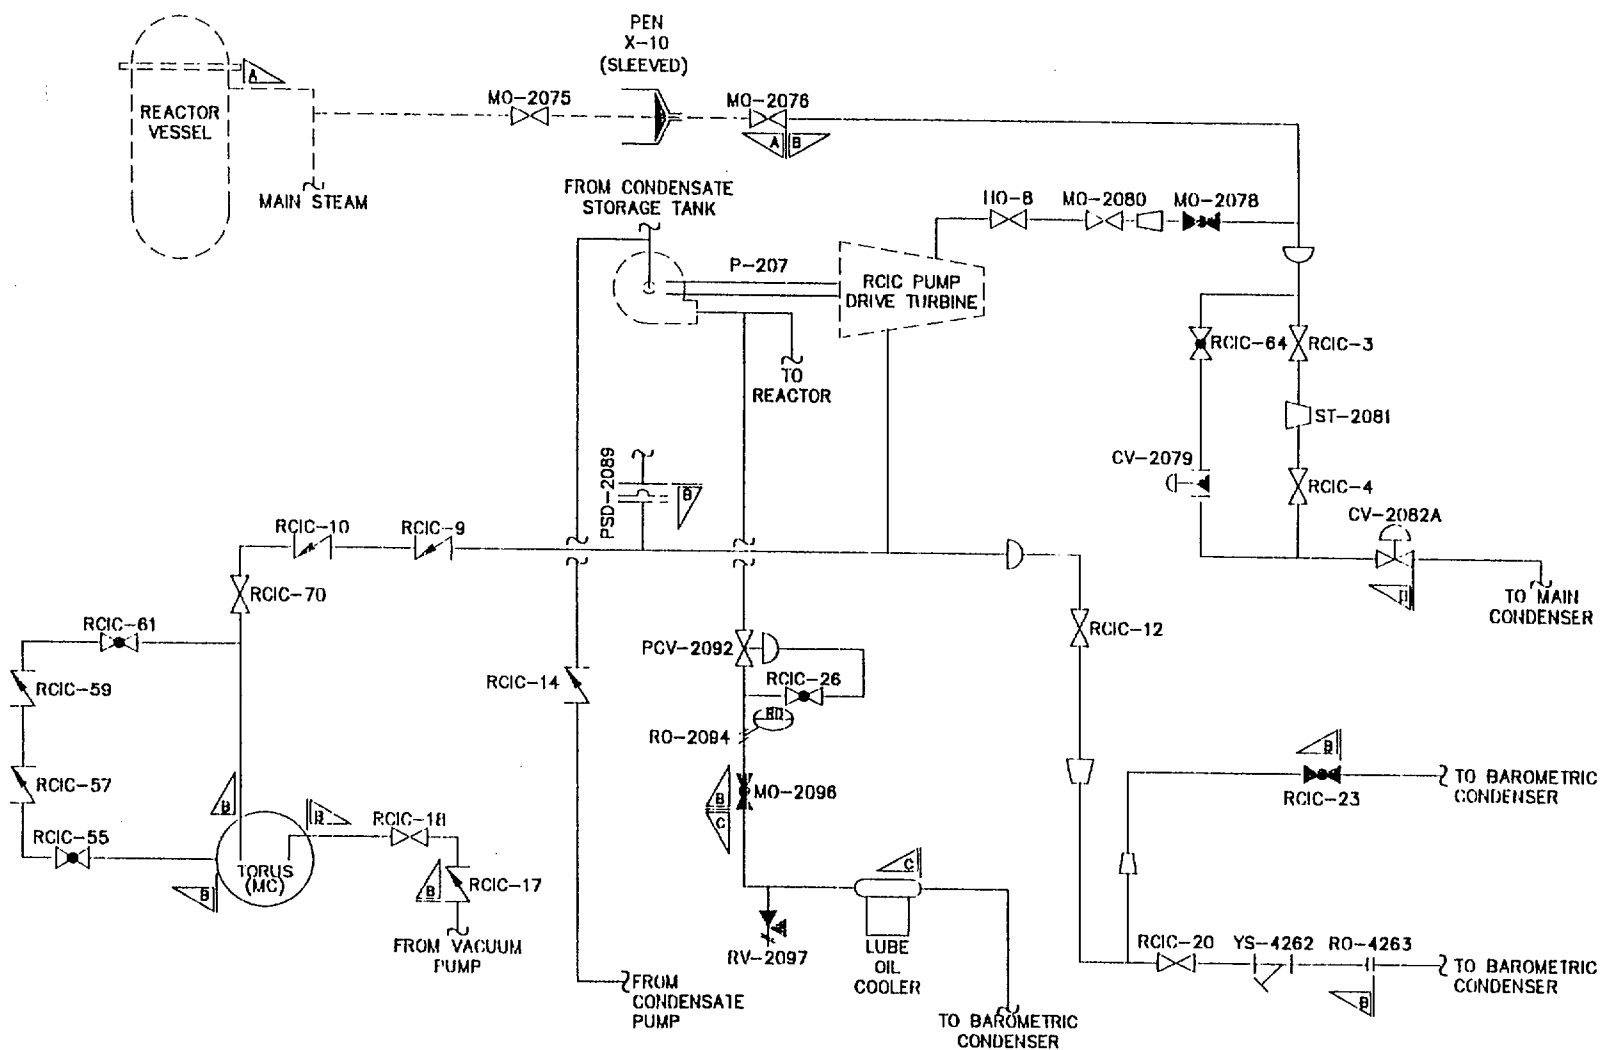 PEN
X-10
(SLEEVED)
A
REACTOR
VESSEL
MO-2075
MO-2076
A
B
MAIN STEAM
FROM CONDENSATE
STORAGE TANK
HO-8
MO-2080
MO-2078
P-207
RCIC PUMP
DRIVE TURBINE
RCIC-64
RCIC-3
TO
REACTOR
ST-2081
PSD-2089
B
CV-2079
RCIC-4
CV-2082A
RCIC-10
RCIC-9
RCIC-70
TO MAIN
CONDENSER
RCIC-61
RCIC-12
PCV-2092
RCIC-59
RCIC-14
RCIC-26
RO
RO-2094
B
RCIC-57
B
B
MO-2096
C
RCIC-23
TO BAROMETRIC
CONDENSER
RCIC-55
B
RCIC-18
TORUS
(MC)
B
B
RCIC-17
C
FROM VACUUM
PUMP
RV-2097
LUBE
OIL
COOLER
RCIC-20
YS-4262
RO-4263
TO BAROMETRIC
CONDENSER
B
FROM
CONDENSATE
PUMP
TO BAROMETRIC
CONDENSER